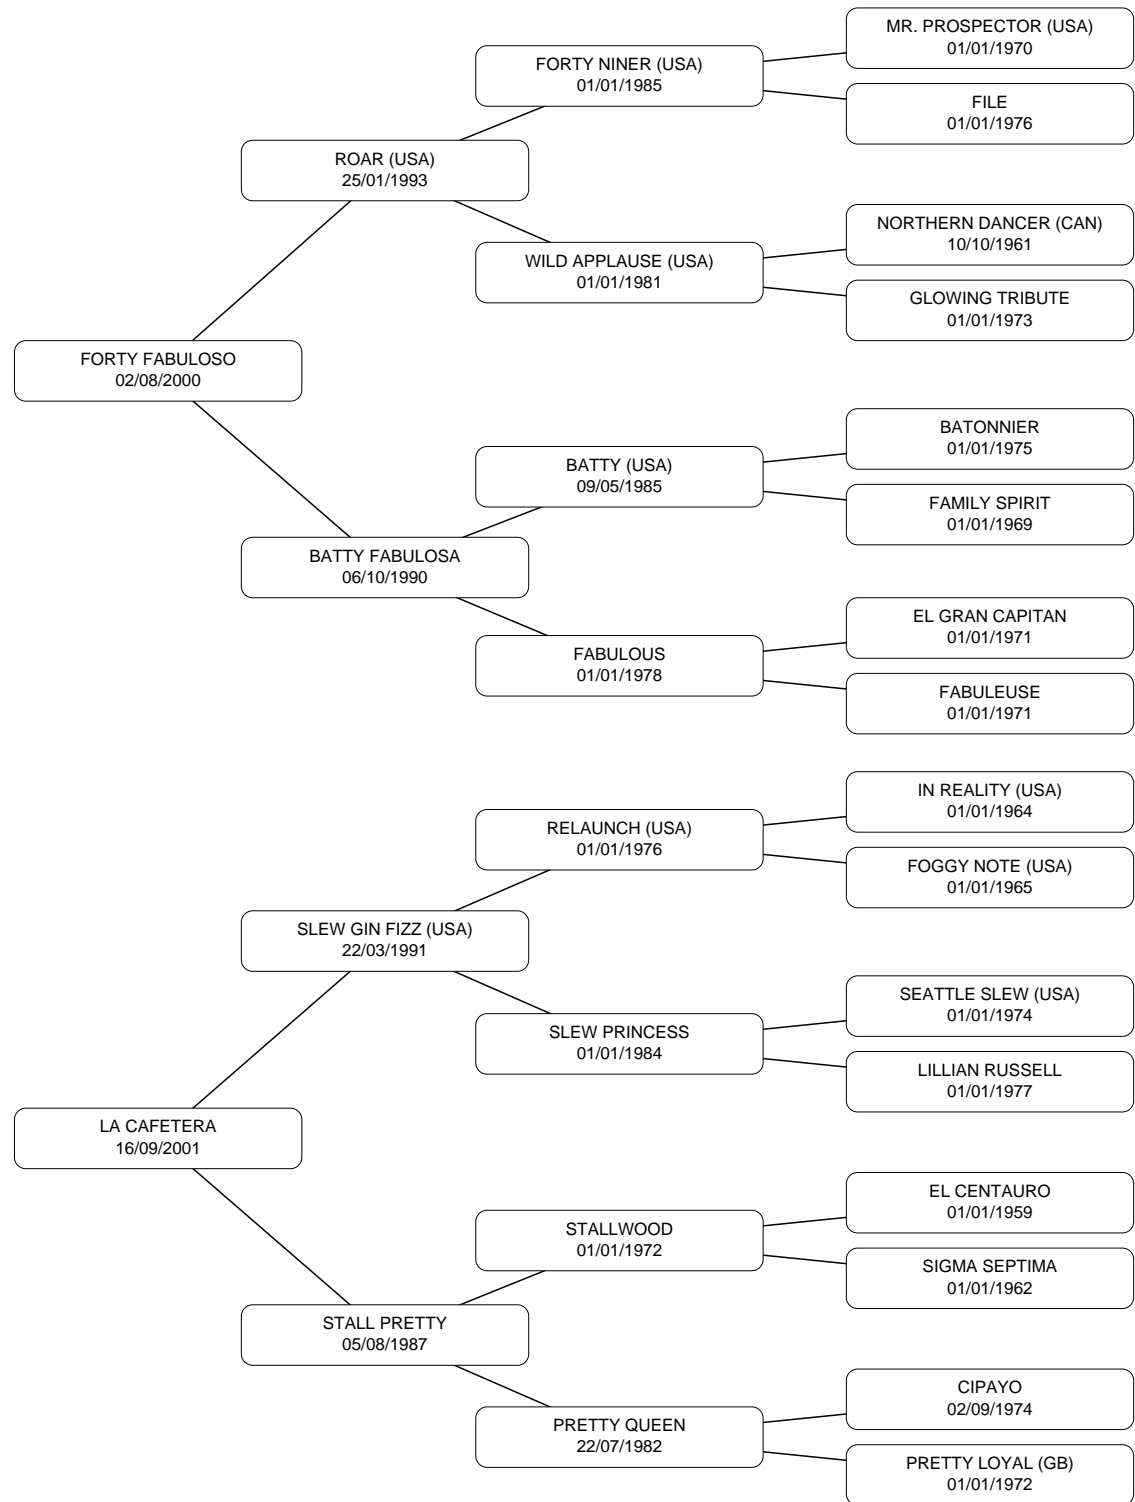 MR. PROSPECTOR (USA)
01/01/1970
FORTY NINER (USA)
01/01/1985
FILE
01/01/1976
ROAR (USA)
25/01/1993
NORTHERN DANCER (CAN)
10/10/1961
WILD APPLAUSE (USA)
01/01/1981
GLOWING TRIBUTE
01/01/1973
FORTY FABULOSO
02/08/2000
BATONNIER
01/01/1975
BATTY (USA)
09/05/1985
FAMILY SPIRIT
01/01/1969
BATTY FABULOSA
06/10/1990
EL GRAN CAPITAN
01/01/1971
FABULOUS
01/01/1978
FABULEUSE
01/01/1971
IN REALITY (USA)
01/01/1964
RELAUNCH (USA)
01/01/1976
FOGGY NOTE (USA)
01/01/1965
SLEW GIN FIZZ (USA)
22/03/1991
SEATTLE SLEW (USA)
01/01/1974
SLEW PRINCESS
01/01/1984
LILLIAN RUSSELL
01/01/1977
LA CAFETERA
16/09/2001
EL CENTAURO
01/01/1959
STALLWOOD
01/01/1972
SIGMA SEPTIMA
01/01/1962
STALL PRETTY
05/08/1987
CIPAYO
02/09/1974
PRETTY QUEEN
22/07/1982
PRETTY LOYAL (GB)
01/01/1972